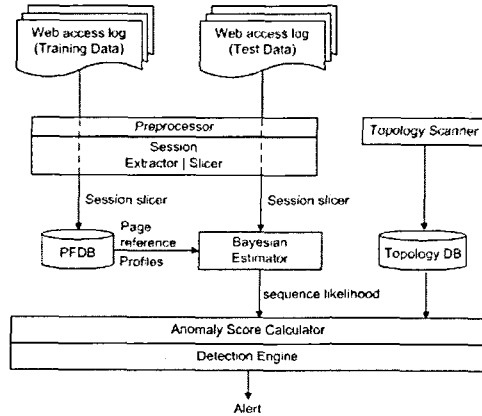 Web access log
(Training Data)
Web access log
(Test Data)
Preprocessor
Session
Extractor | Slicer
Topology Scanner
Session slicer
Session slicer
Page
reference
Profiles
PFDB
Bayesian
Estimator
Topology DB
sequence likelihood
Anomaly Score Calculator
Detection Engine
Alert